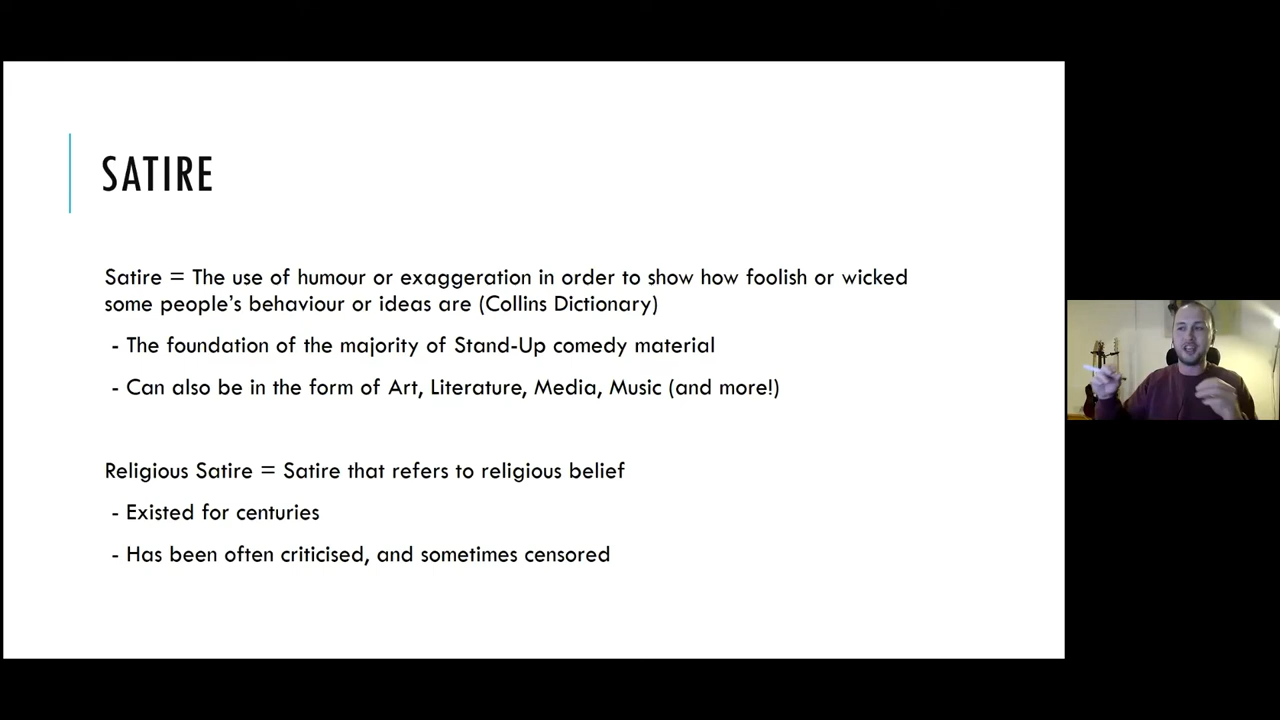 SATIRE
Satire = The use of humour or exaggeration in order to show how foolish or wicked
some people's behaviour or ideas are (Collins Dictionary)
- The foundation of the majority of Stand-Up comedy material
- Can also be in the form of Art, Literature, Media, Music (and more!)
Religious Satire = Satire that refers to religious belief
- Existed for centuries
- Has been often criticised, and sometimes censored